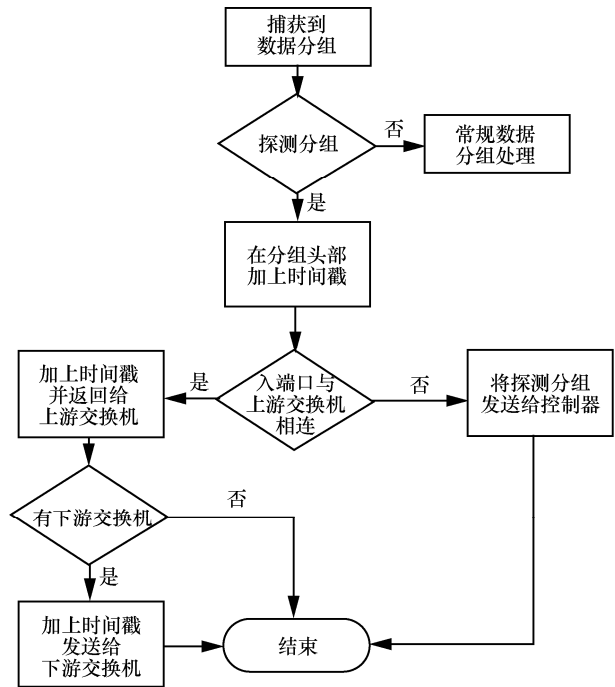 捕获到
数据分组
探测分组
否
常规数据
分组处理
是
在分组头部
加上时间戳
加上时间戳
并返回给
上游交换机
是
入端口与
上游交换机
相连
否
将探测分组
发送给控制器
有下游交换机
否
是
加上时间戳
发送给
下游交换机
结束